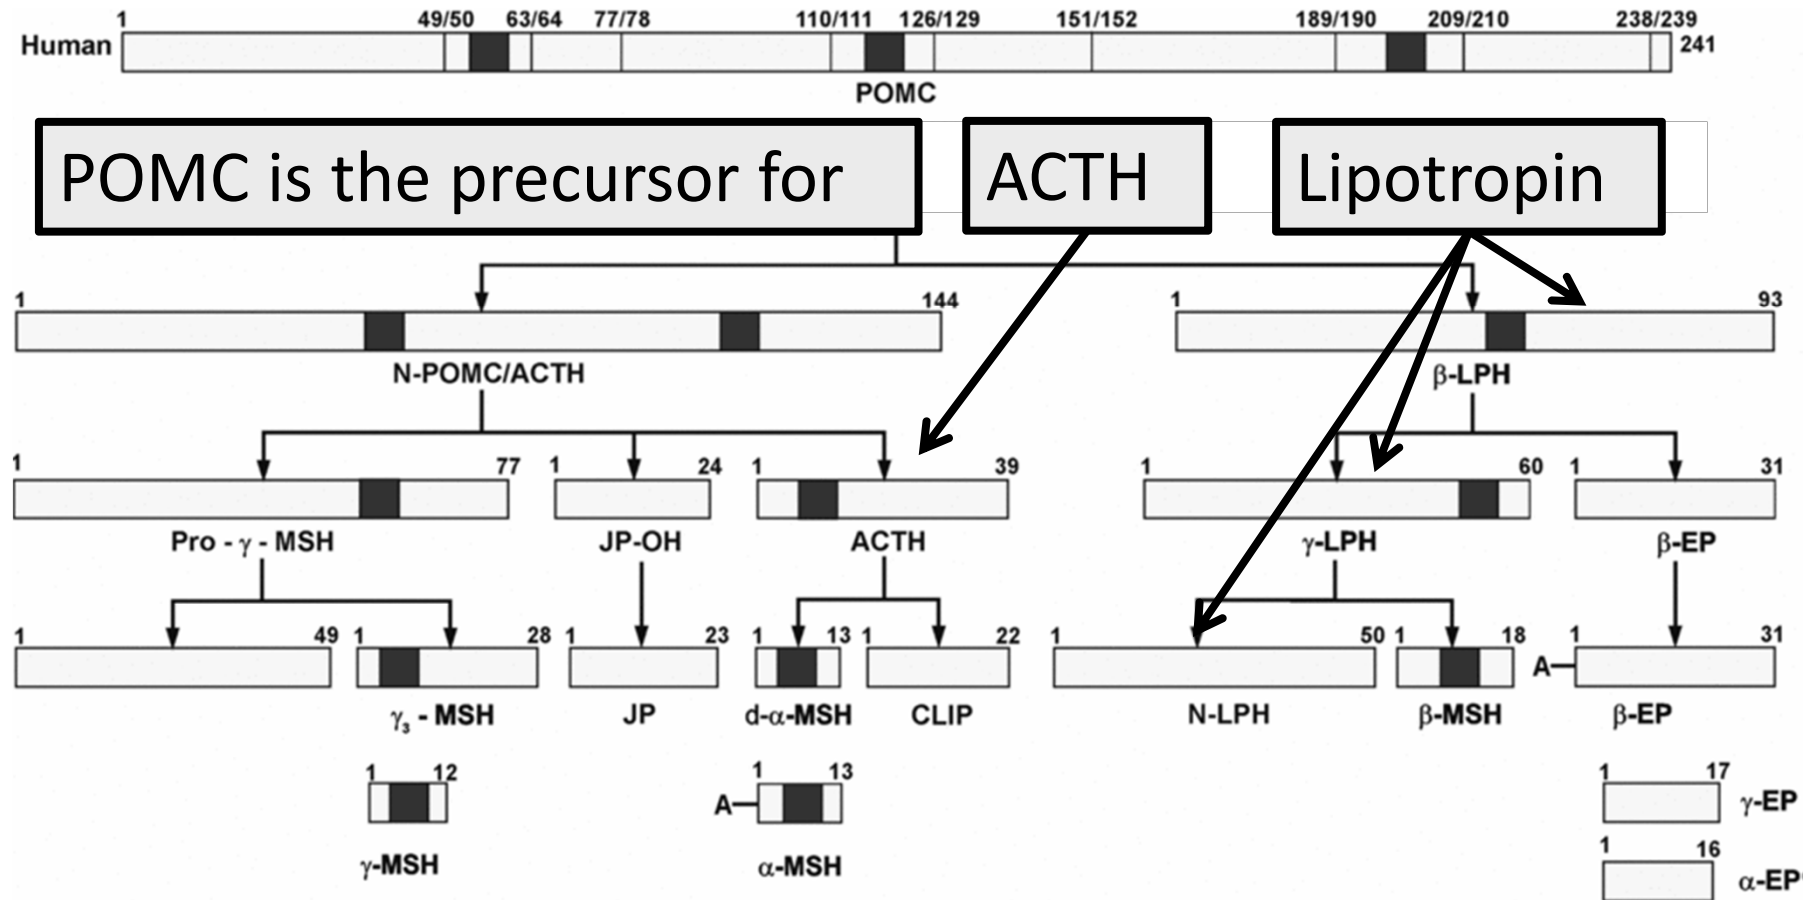 1 49/50 63/64 77/78 110/111 126/129 151/152 189/190 209/210 238/239
Human 241
POMC
POMC is the precursor for ACTH Lipotropin
1 144 1 93
N-POMC/ACTH β-LPH
1 77 1 24 1 39 1 60 1 31
Pro - γ - MSH JP-OH ACTH γ-LPH β-EP
1 49 1 28 1 23 1 13 1 22 1 50 1 18 1 31
A
γ₃ - MSH JP d-α-MSH CLIP N-LPH β-MSH β-EP
1 12 1 13 1 17
A γ-EP
γ-MSH α-MSH 1 16
α-EP